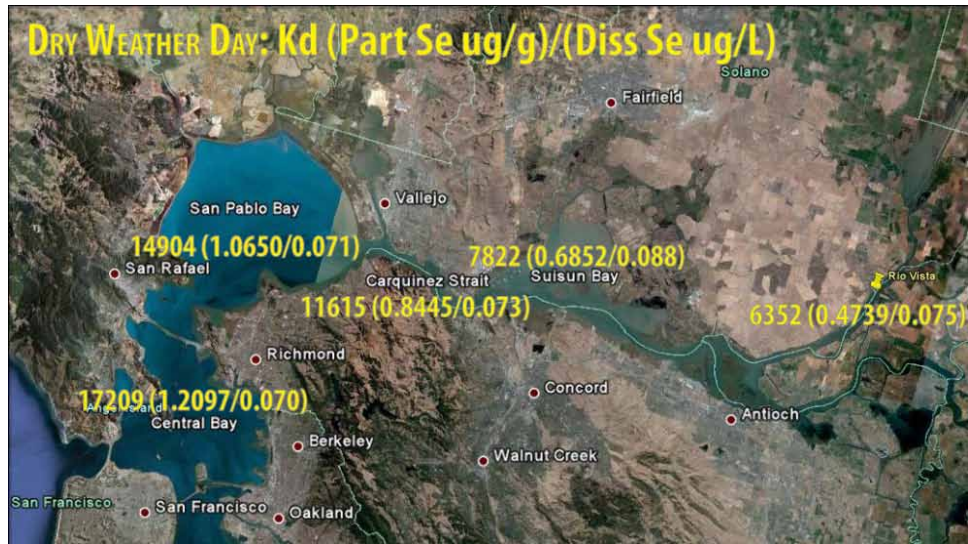 DRY WEATHER DAY: Kd (Part Se ug/g)/(Diss Se ug/L)
Solano
Fairfield
Vallejo
San Pablo Bay
14904 (1.0650/0.071)
San Rafael
7822 (0.6852/0.088)
Suisun Bay
Carquinez Strait
11615 (0.8445/0.073)
Rio Vista
6352 (0.4739/0.075)
Richmond
Concord
17209 (1.2097/0.070)
Angel Island
Central Bay
Antioch
Berkeley
Walnut Creek
San Francisco
San Francisco
Oakland